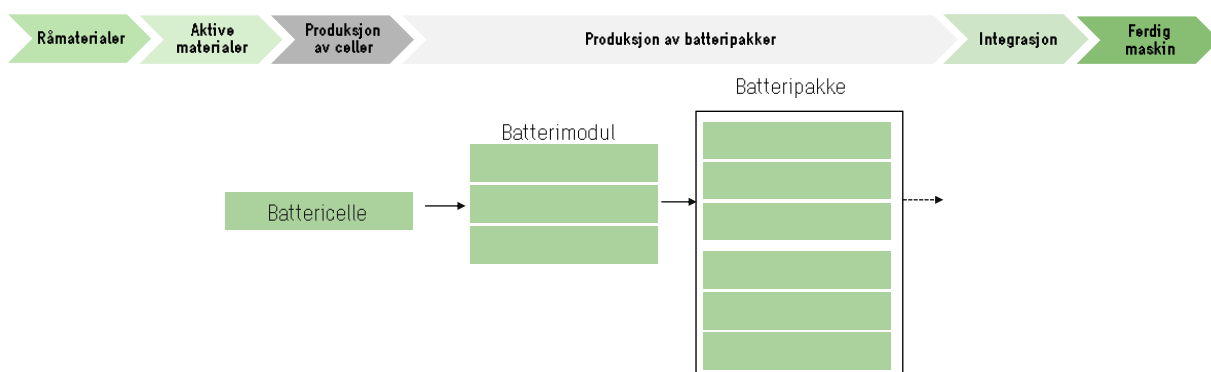 Råmaterialer
Aktive
materialer
Produksjon
av celler
Produksjon av batteripakker
Integrasjon
Ferdig
maskin
Batteripakke
Batterimodul
Battericelle